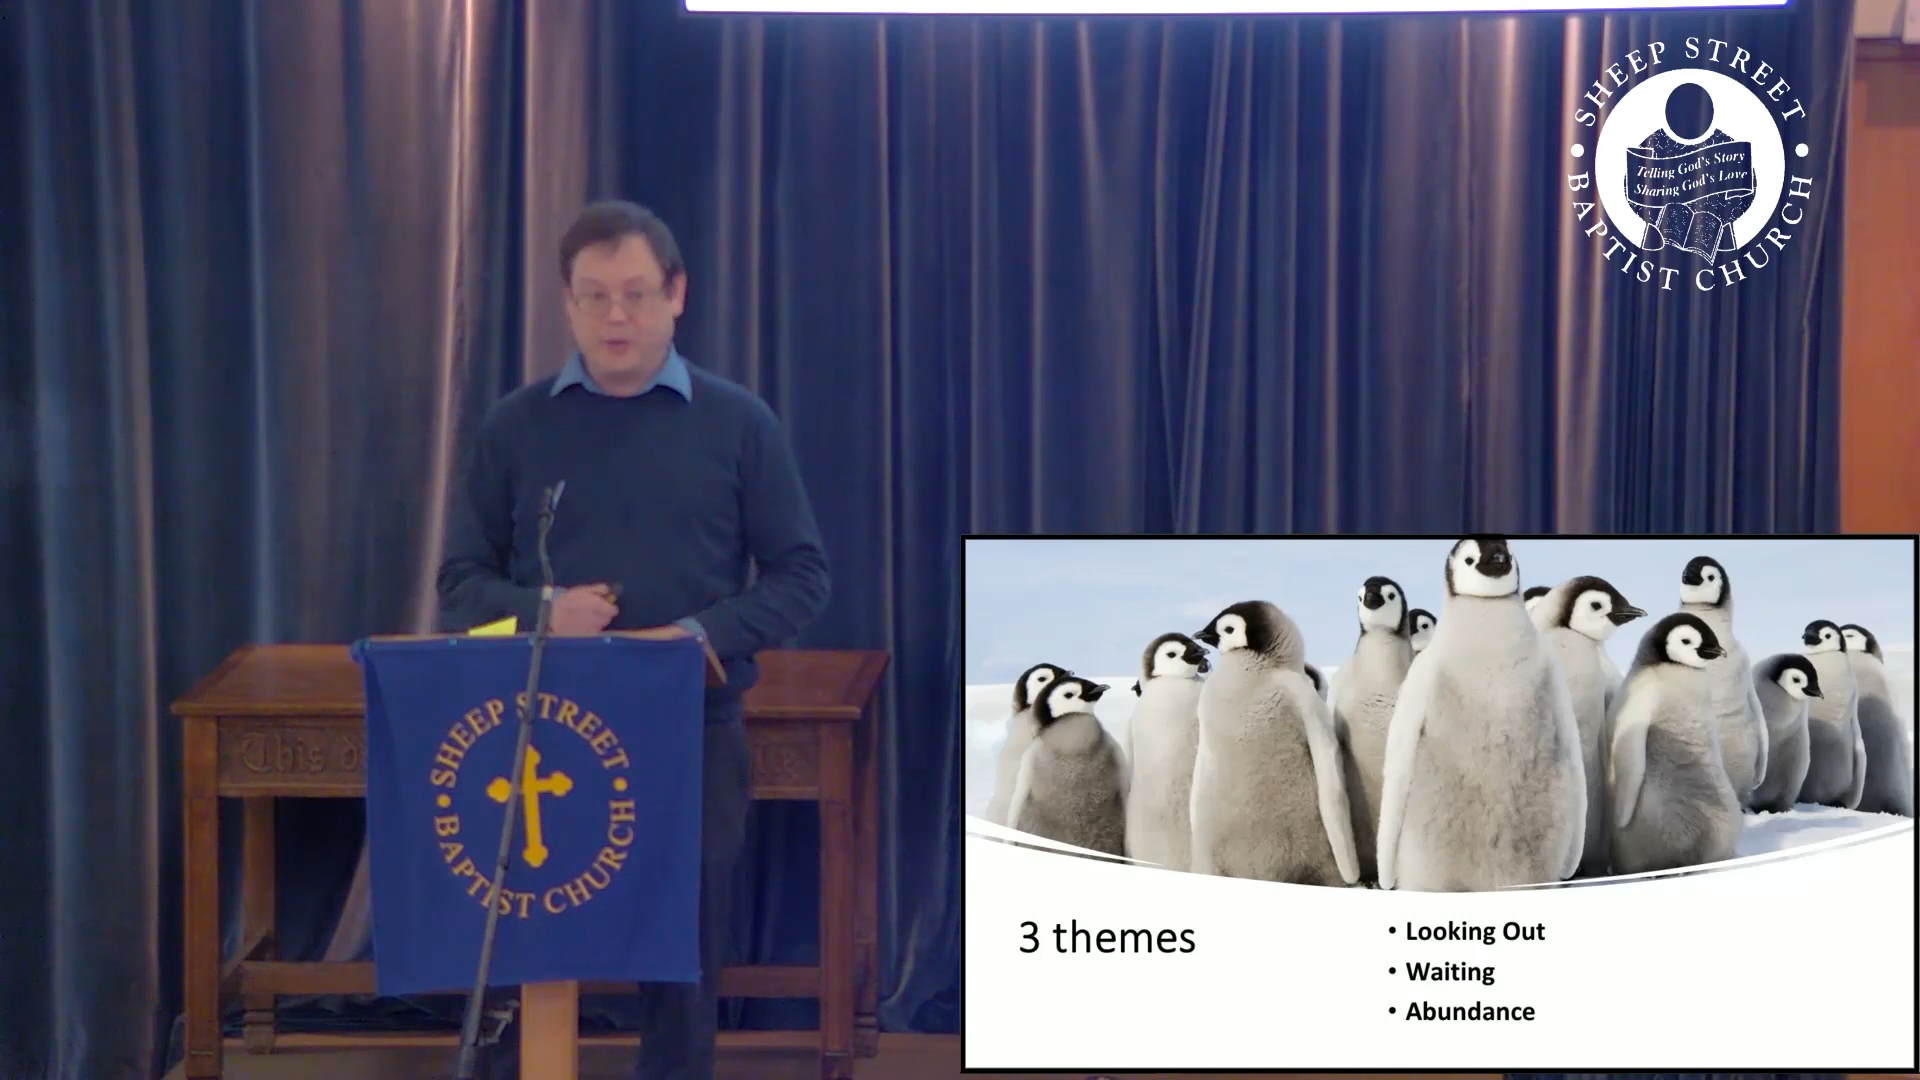 SHEEP STREET
BAPTIST CHURCH
Telling God's Story
Sharing God's Love
This d
SHEEP STREET
BAPTIST CHURCH
3 themes
• Looking Out
• Waiting
• Abundance